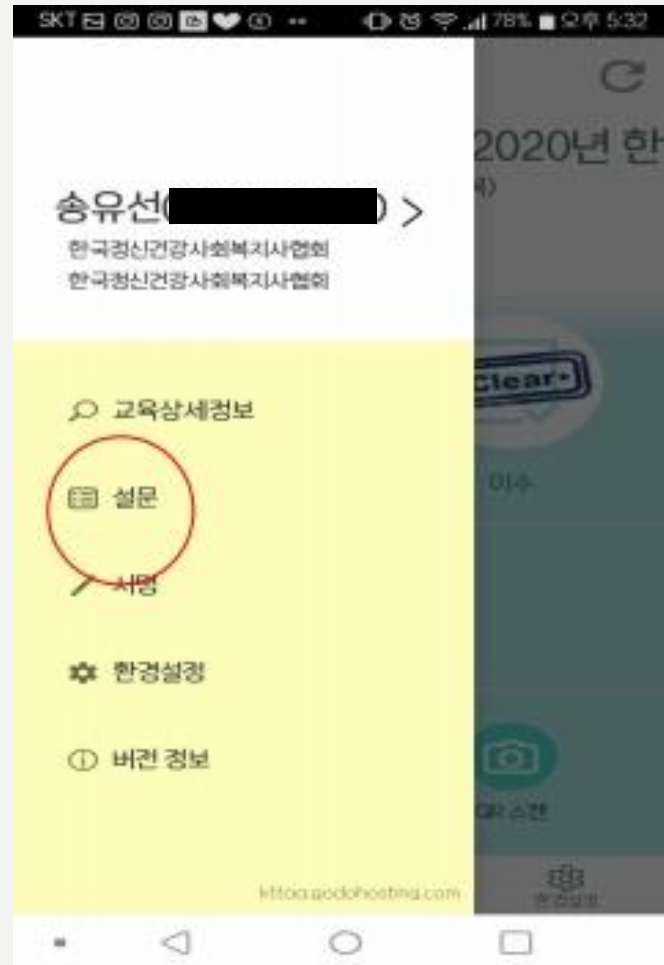 SKT 78% 오후 5:32
2020년 한
송유선( ) >
한국정신건강사회복지사협회
한국정신건강사회복지사협회
Clear
교육상세정보
이수
설문
서명
환경설정
버전 정보
QR 스캔
환경설정